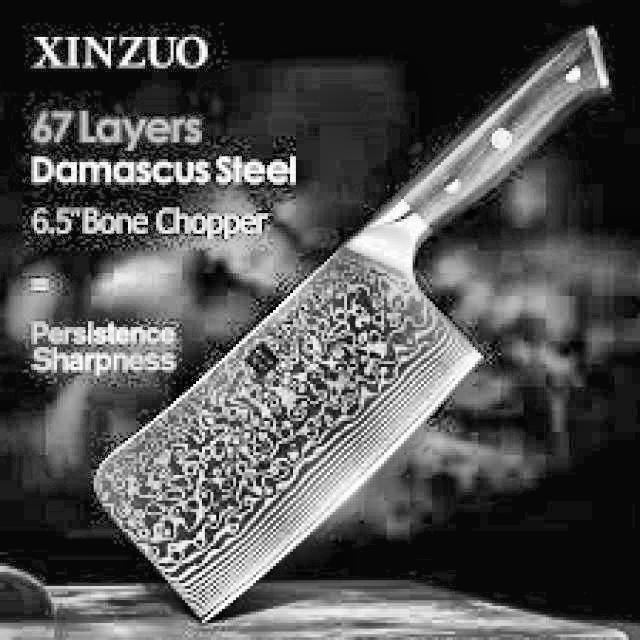 XINZUO
67 Layers
Damascus Steel
6.5"Bone Chopper
Persistence
Sharpness